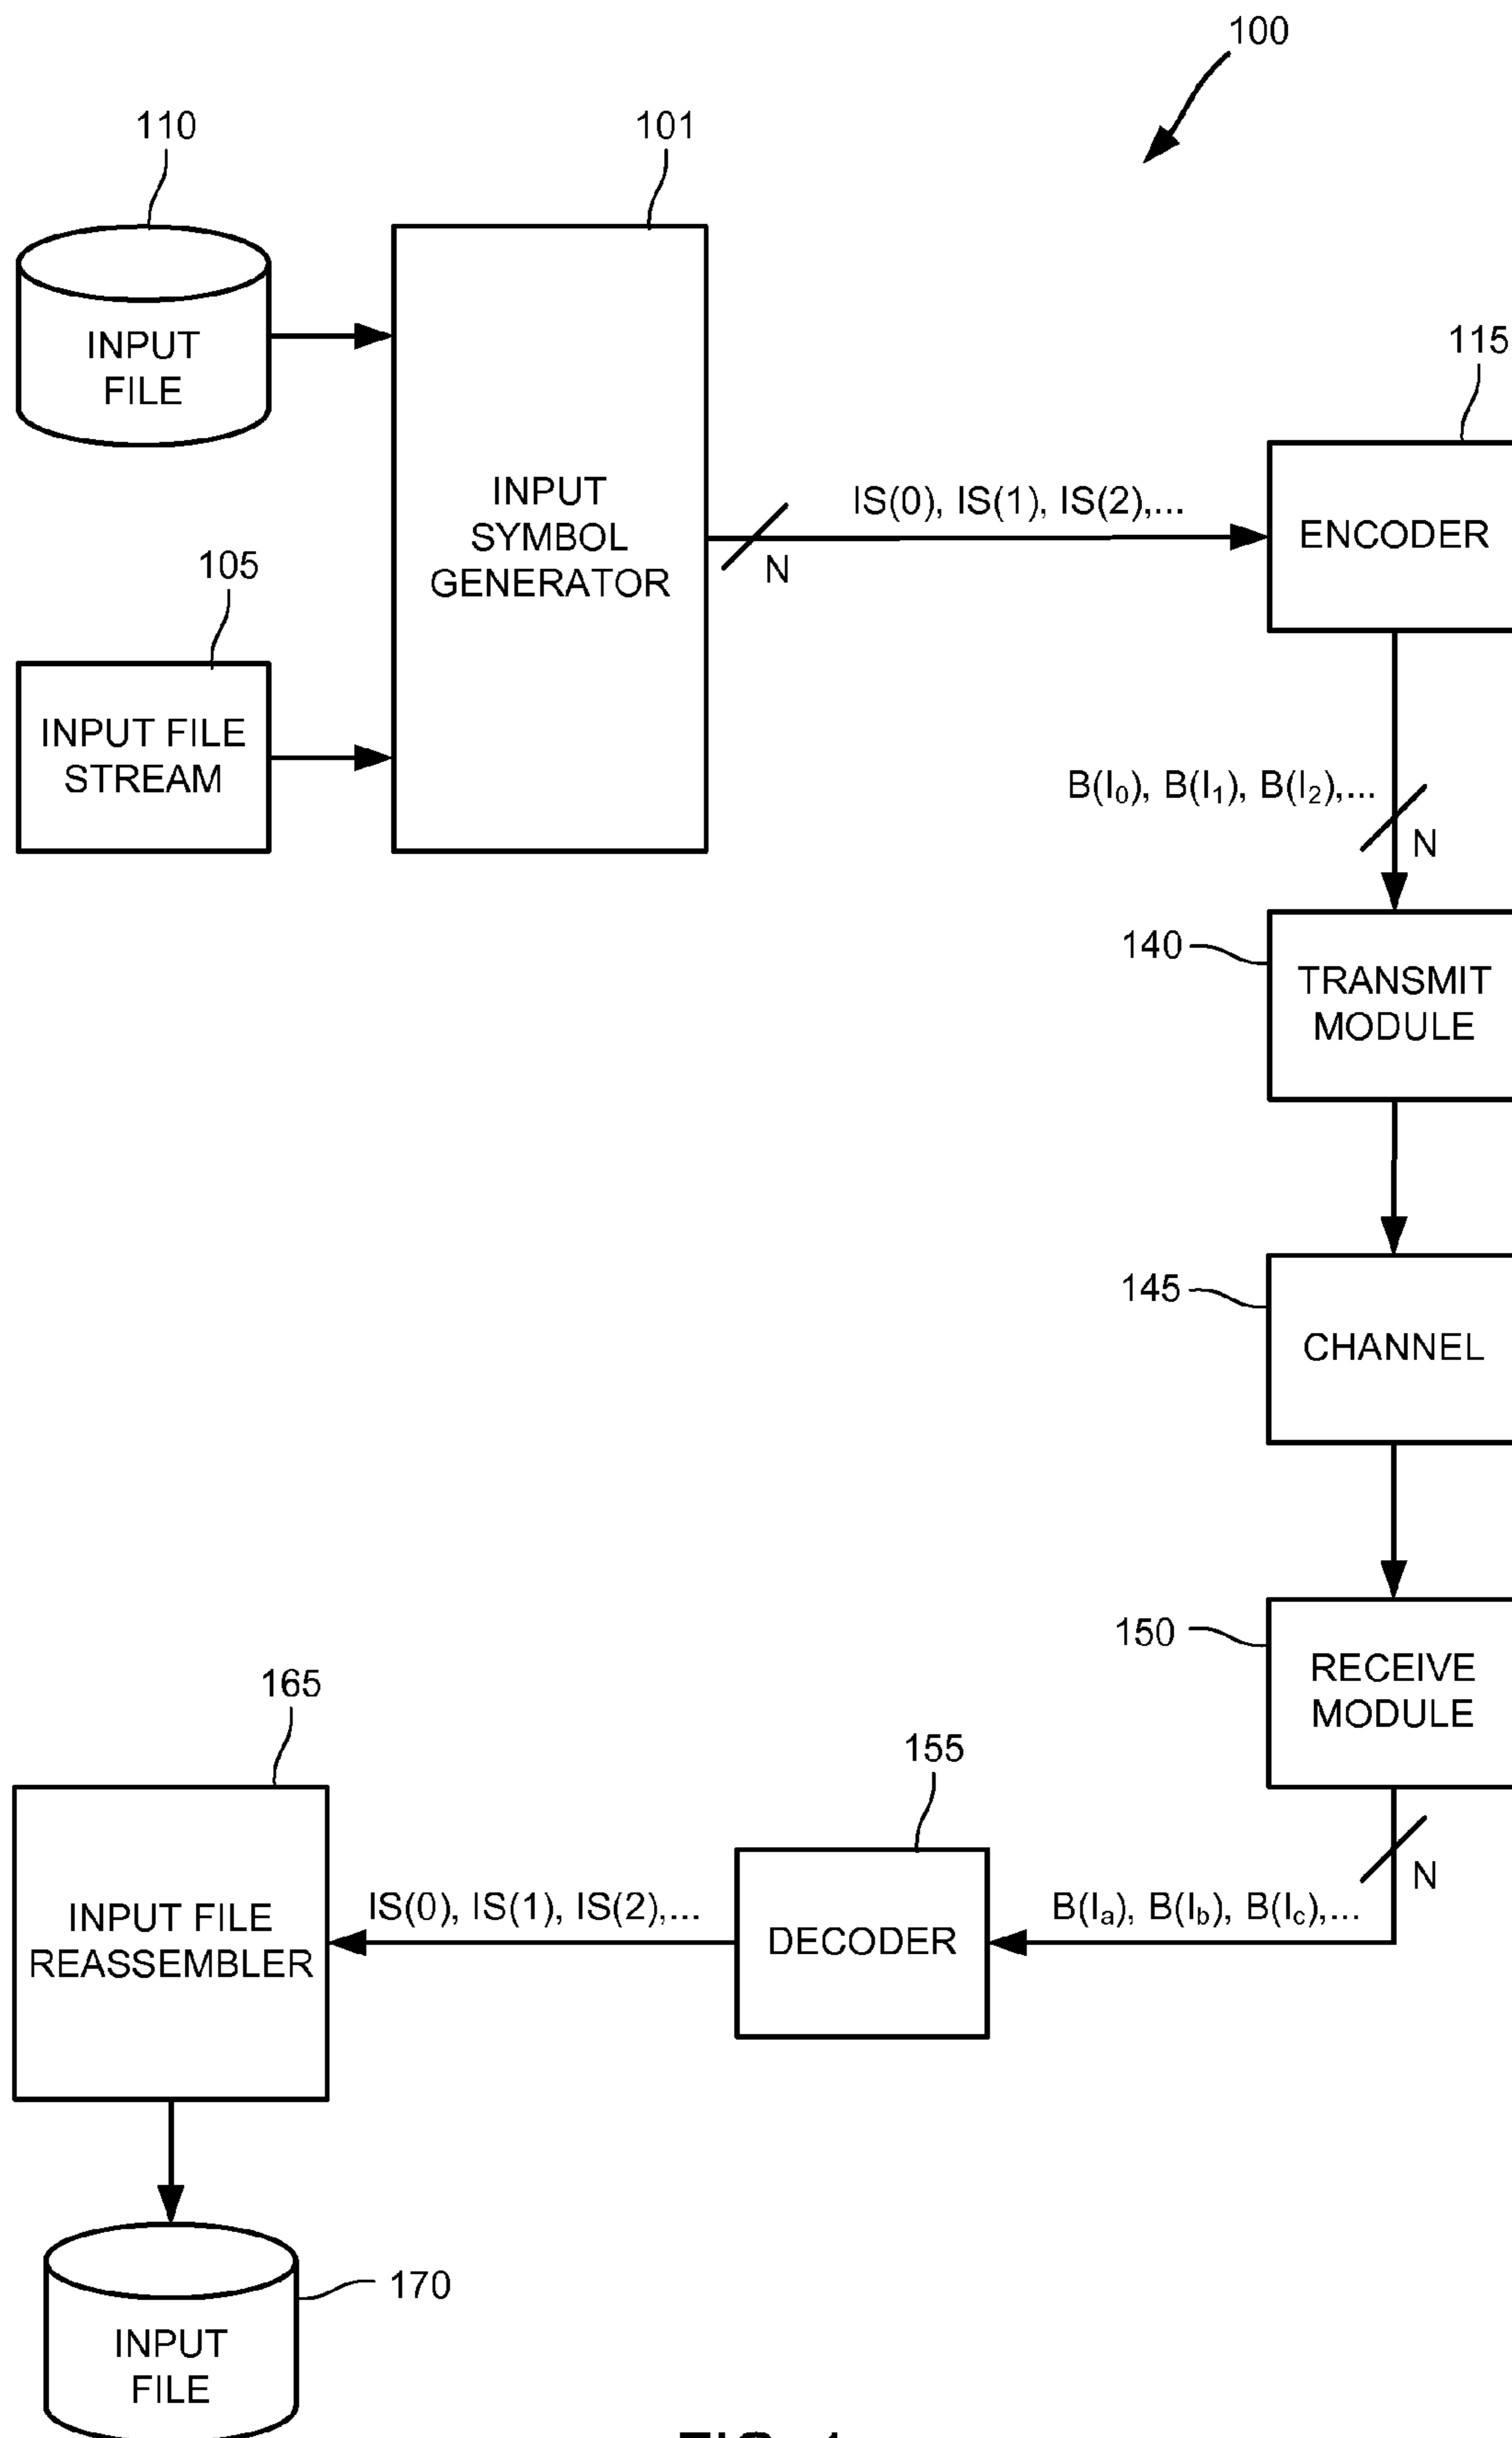 100
110
101
INPUT
FILE
115
INPUT
SYMBOL
GENERATOR
IS(0), IS(1), IS(2),...
N
ENCODER
105
INPUT FILE
STREAM
B(I₀), B(I₁), B(I₂),...
N
140
TRANSMIT
MODULE
145
CHANNEL
150
RECEIVE
MODULE
165
155
N
INPUT FILE
REASSEMBLER
IS(0), IS(1), IS(2),...
DECODER
B(Iₐ), B(I_b), B(I_c),...
170
INPUT
FILE